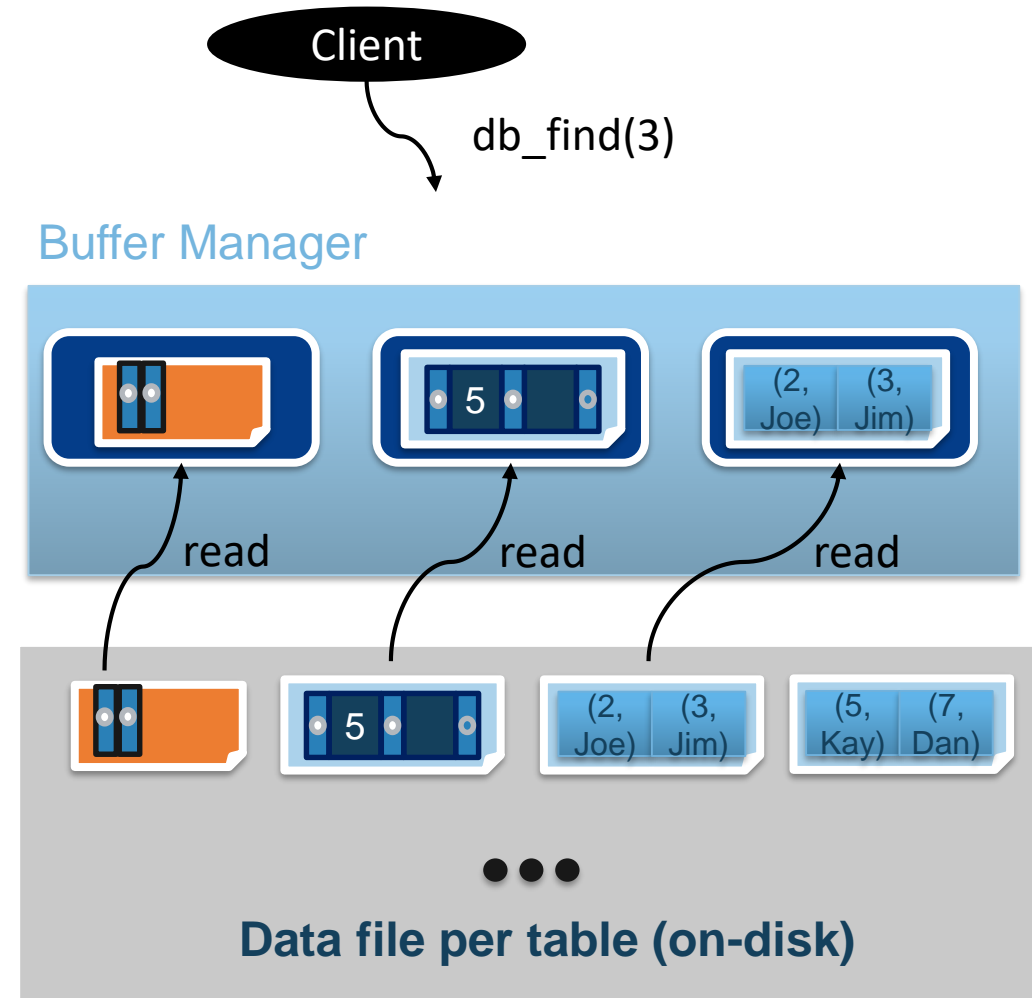 Client
db_find(3)
Buffer Manager
5
(2,
Joe)
(3,
Jim)
read
read
read
5
(2,
Joe)
(3,
Jim)
(5,
Kay)
(7,
Dan)
Data file per table (on-disk)